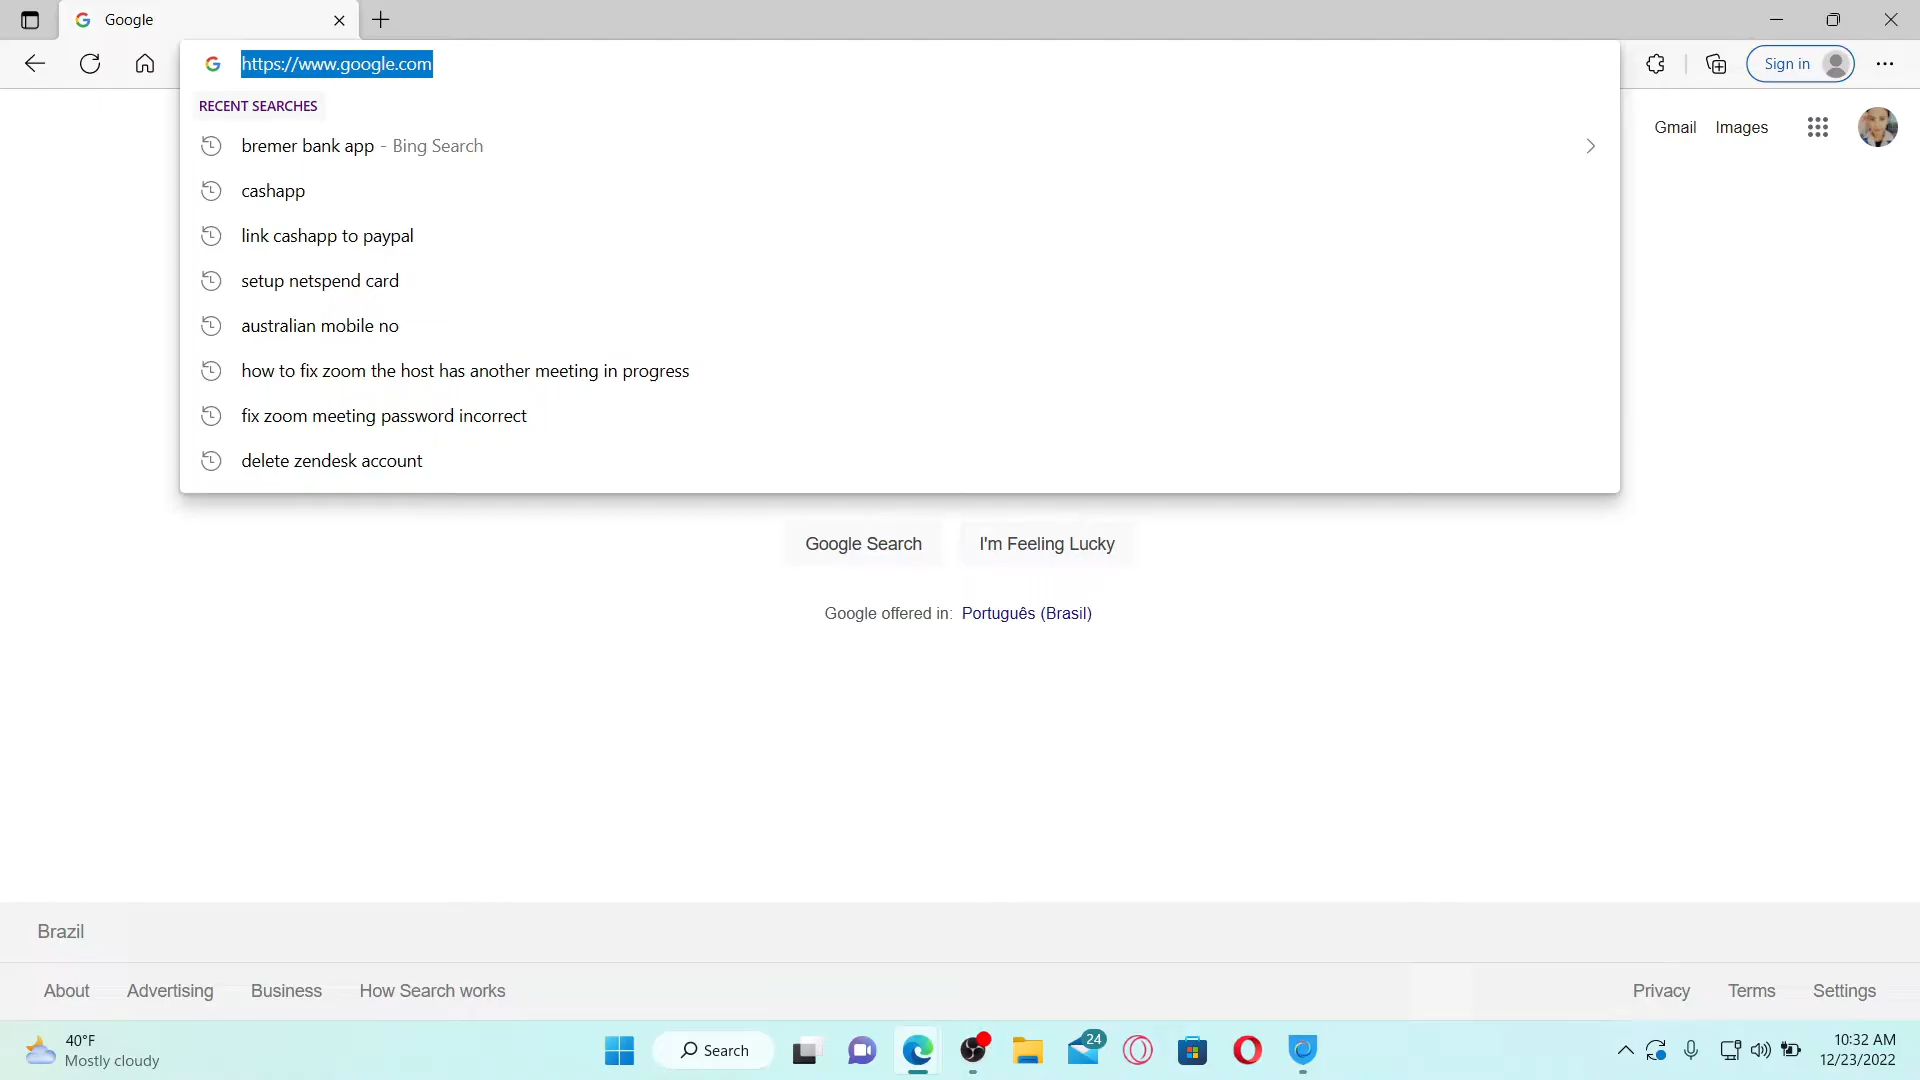 Google
https://www.google.com
Sign in
RECENT SEARCHES
bremer bank app - Bing Search
cashapp
link cashapp to paypal
setup netspend card
australian mobile no
how to fix zoom the host has another meeting in progress
fix zoom meeting password incorrect
delete zendesk account
Gmail Images
Google Search I'm Feeling Lucky
Google offered in: Português (Brasil)
Brazil
About Advertising Business How Search works Privacy Terms Settings
40°F
Mostly cloudy
Search
24
10:32 AM
12/23/2022